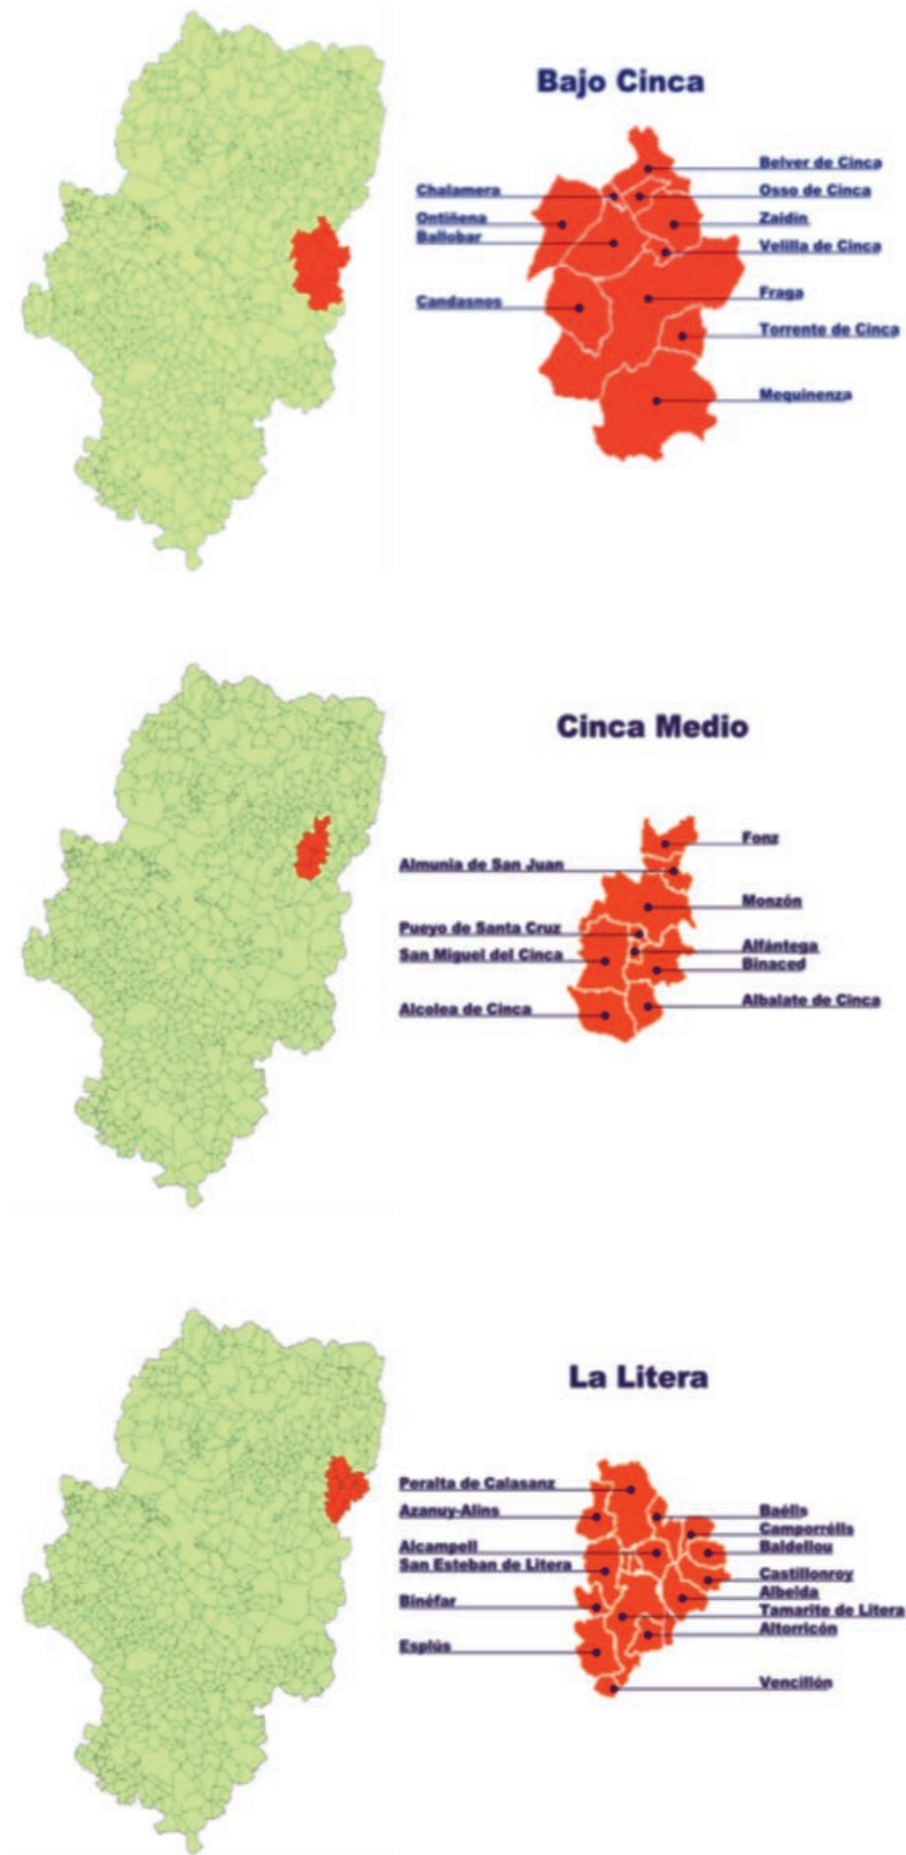 Bajo Cinca
Belver de Cinca
Chalamera
Osso de Cinca
Ontiñena
Zaidín
Ballobar
Velilla de Cinca
Candasnos
Fraga
Torrente de Cinca
Mequinenza
Cinca Medio
Fonz
Almunia de San Juan
Monzón
Pueyo de Santa Cruz
Alfántega
San Miguel del Cinca
Binaced
Alcolea de Cinca
Albalate de Cinca
La Litera
Peralta de Calasanz
Azanuy-Alins
Baélls
Camporrélls
Alcampell
Baldellou
San Esteban de Litera
Castillonroy
Albelda
Binéfar
Tamarite de Litera
Altorricón
Esplús
Vencillón